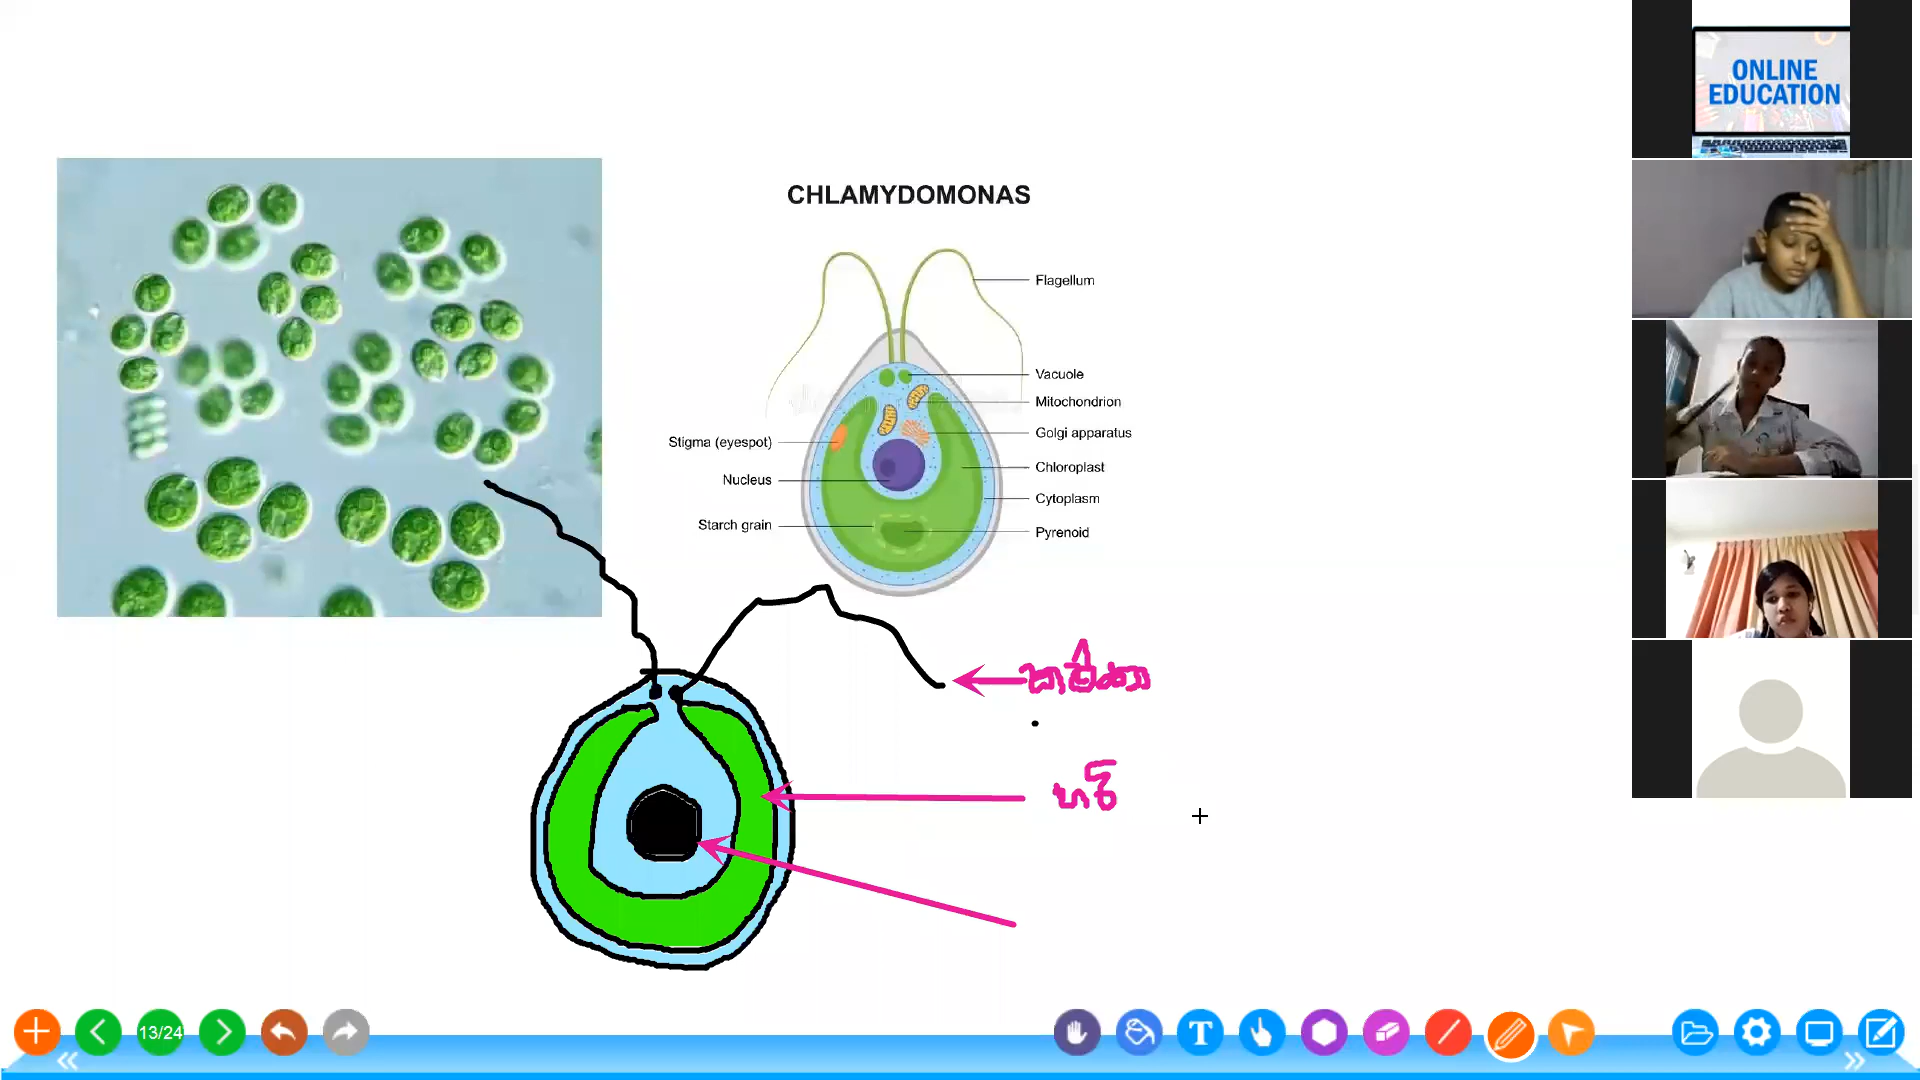 ONLINE
EDUCATION
CHLAMYDOMONAS
Flagellum
Vacuole
Mitochondrion
Golgi apparatus
Stigma (eyespot)
Chloroplast
Nucleus
Cytoplasm
Starch grain
Pyrenoid
කශිකා
හරි
13/24
T